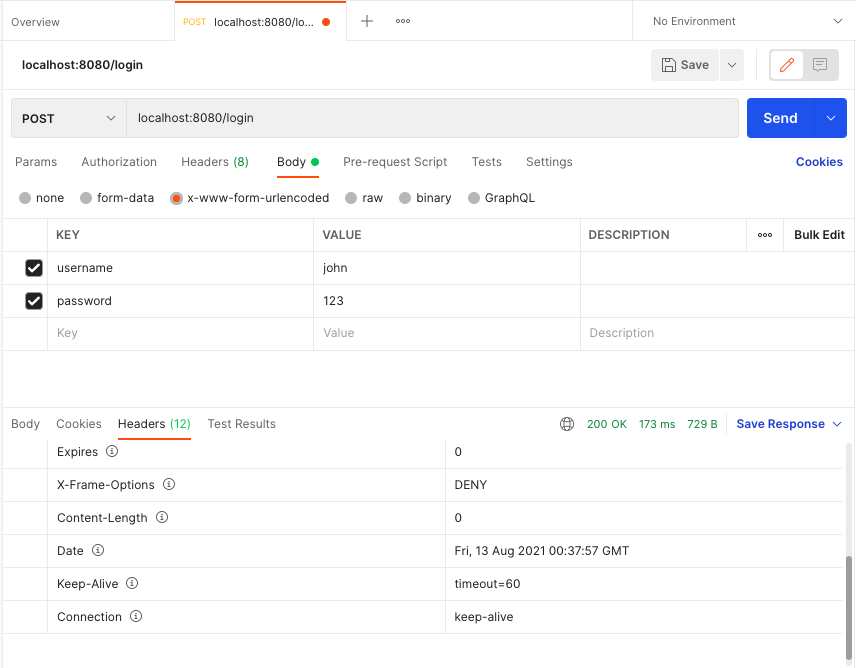 Overview
POST localhost:8080/lo...
No Environment
localhost:8080/login
Save
POST localhost:8080/login Send
Params Authorization Headers (8) Body Pre-request Script Tests Settings Cookies
none form-data x-www-form-urlencoded raw binary GraphQL
KEY VALUE DESCRIPTION Bulk Edit
username john
password 123
Key Value Description
Body Cookies Headers (12) Test Results 200 OK 173 ms 729 B Save Response
Expires 0
X-Frame-Options DENY
Content-Length 0
Date Fri, 13 Aug 2021 00:37:57 GMT
Keep-Alive timeout=60
Connection keep-alive